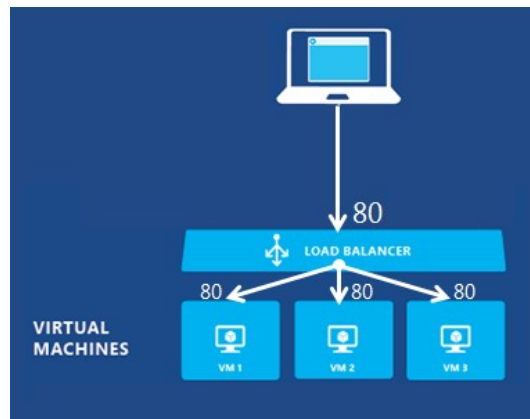 80
LOAD BALANCER
80
80
80
VIRTUAL
MACHINES
VM 1
VM 2
VM 3